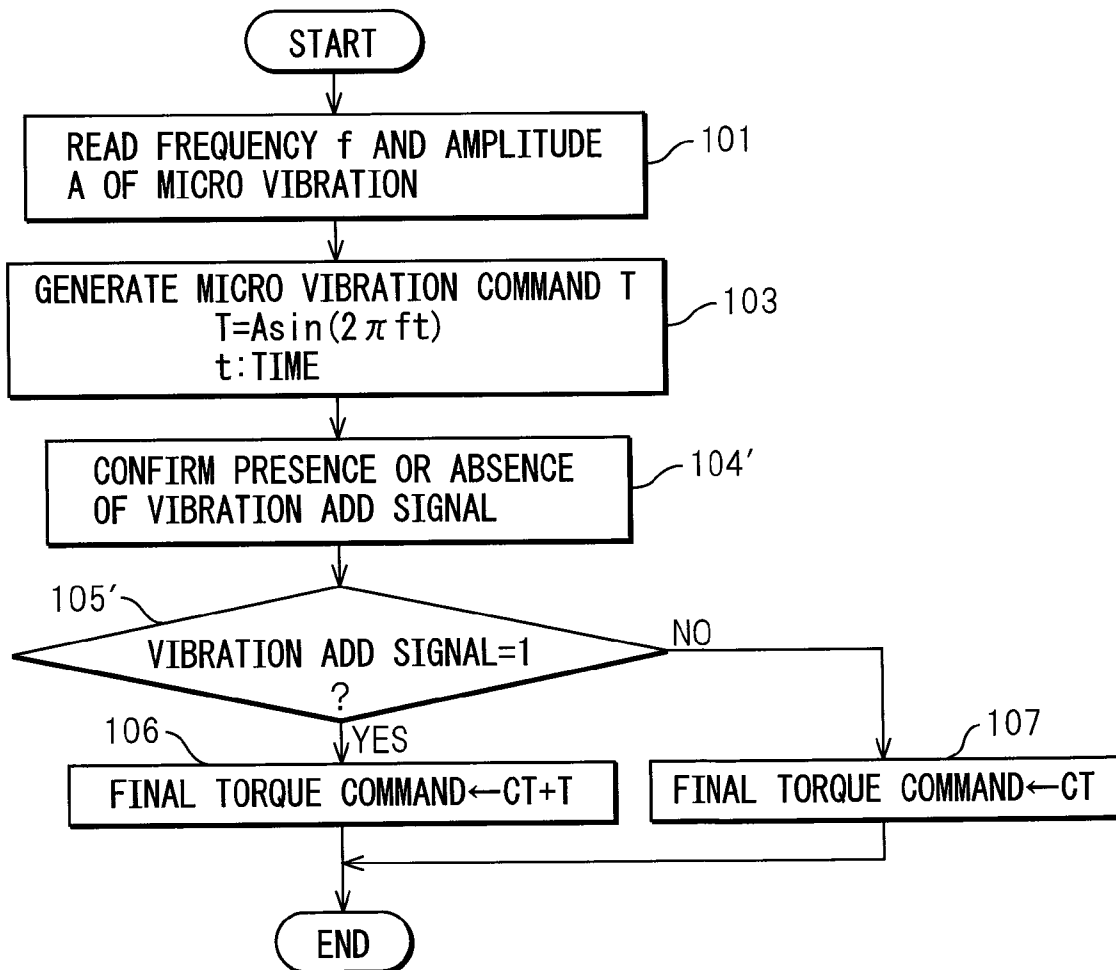 START
READ FREQUENCY f AND AMPLITUDE
A OF MICRO VIBRATION
101
GENERATE MICRO VIBRATION COMMAND T
T=Asin(2πft)
t:TIME
103
CONFIRM PRESENCE OR ABSENCE
OF VIBRATION ADD SIGNAL
104′
105′
VIBRATION ADD SIGNAL=1
?
NO
YES
106
FINAL TORQUE COMMAND←CT+T
107
FINAL TORQUE COMMAND←CT
END